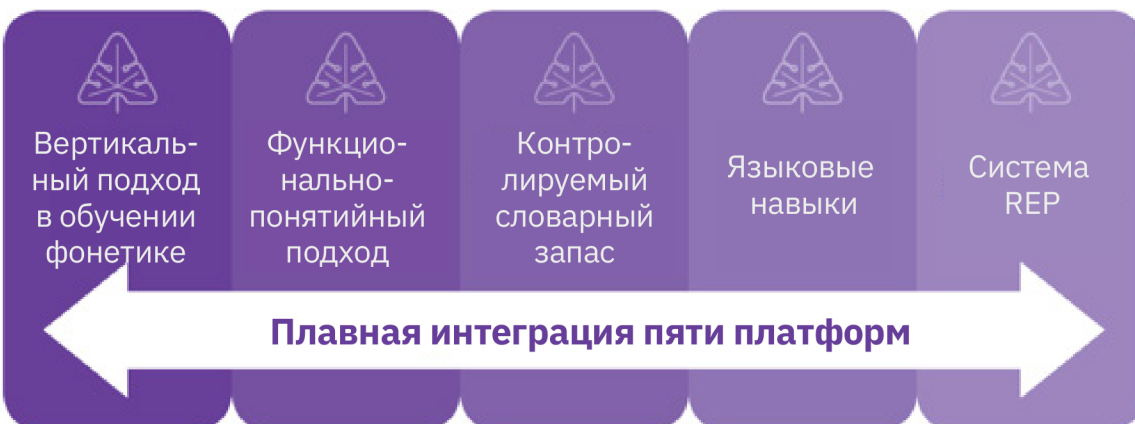 Вертикаль-
ный подход
в обучении
фонетике
Функцио-
нально-
понятийный
подход
Контро-
лируемый
словарный
запас
Языковые
навыки
Система
REP
Плавная интеграция пяти платформ